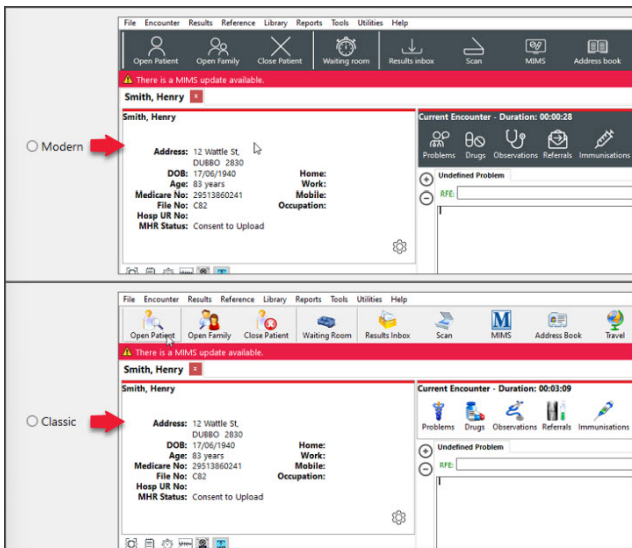 File Encounter Results Reference Library Reports Tools Utilities Help
Open Patient Open Family Close Patient Waiting room Results inbox Scan MIMS Address book
There is a MIMS update available.
Smith, Henry x
Smith, Henry
Current Encounter - Duration: 00:00:28
Modern
Problems Drugs Observations Referrals Immunisations
Address: 12 Wattle St,
DUBBO 2830
DOB: 17/06/1940 Home:
Age: 83 years Work:
Medicare No: 29513860241 Mobile:
File No: C82 Occupation:
Hosp UR No:
MHR Status: Consent to Upload
Undefined Problem
RFE:
File Encounter Results Reference Library Reports Tools Utilities Help
Open Patient Open Family Close Patient Waiting Room Results Inbox Scan MIMS Address Book Travel
There is a MIMS update available.
Smith, Henry x
Smith, Henry
Current Encounter - Duration: 00:03:09
Classic
Problems Drugs Observations Referrals Immunisations
Address: 12 Wattle St,
DUBBO 2830
DOB: 17/06/1940 Home:
Age: 83 years Work:
Medicare No: 29513860241 Mobile:
File No: C82 Occupation:
Hosp UR No:
MHR Status: Consent to Upload
Undefined Problem
RFE: